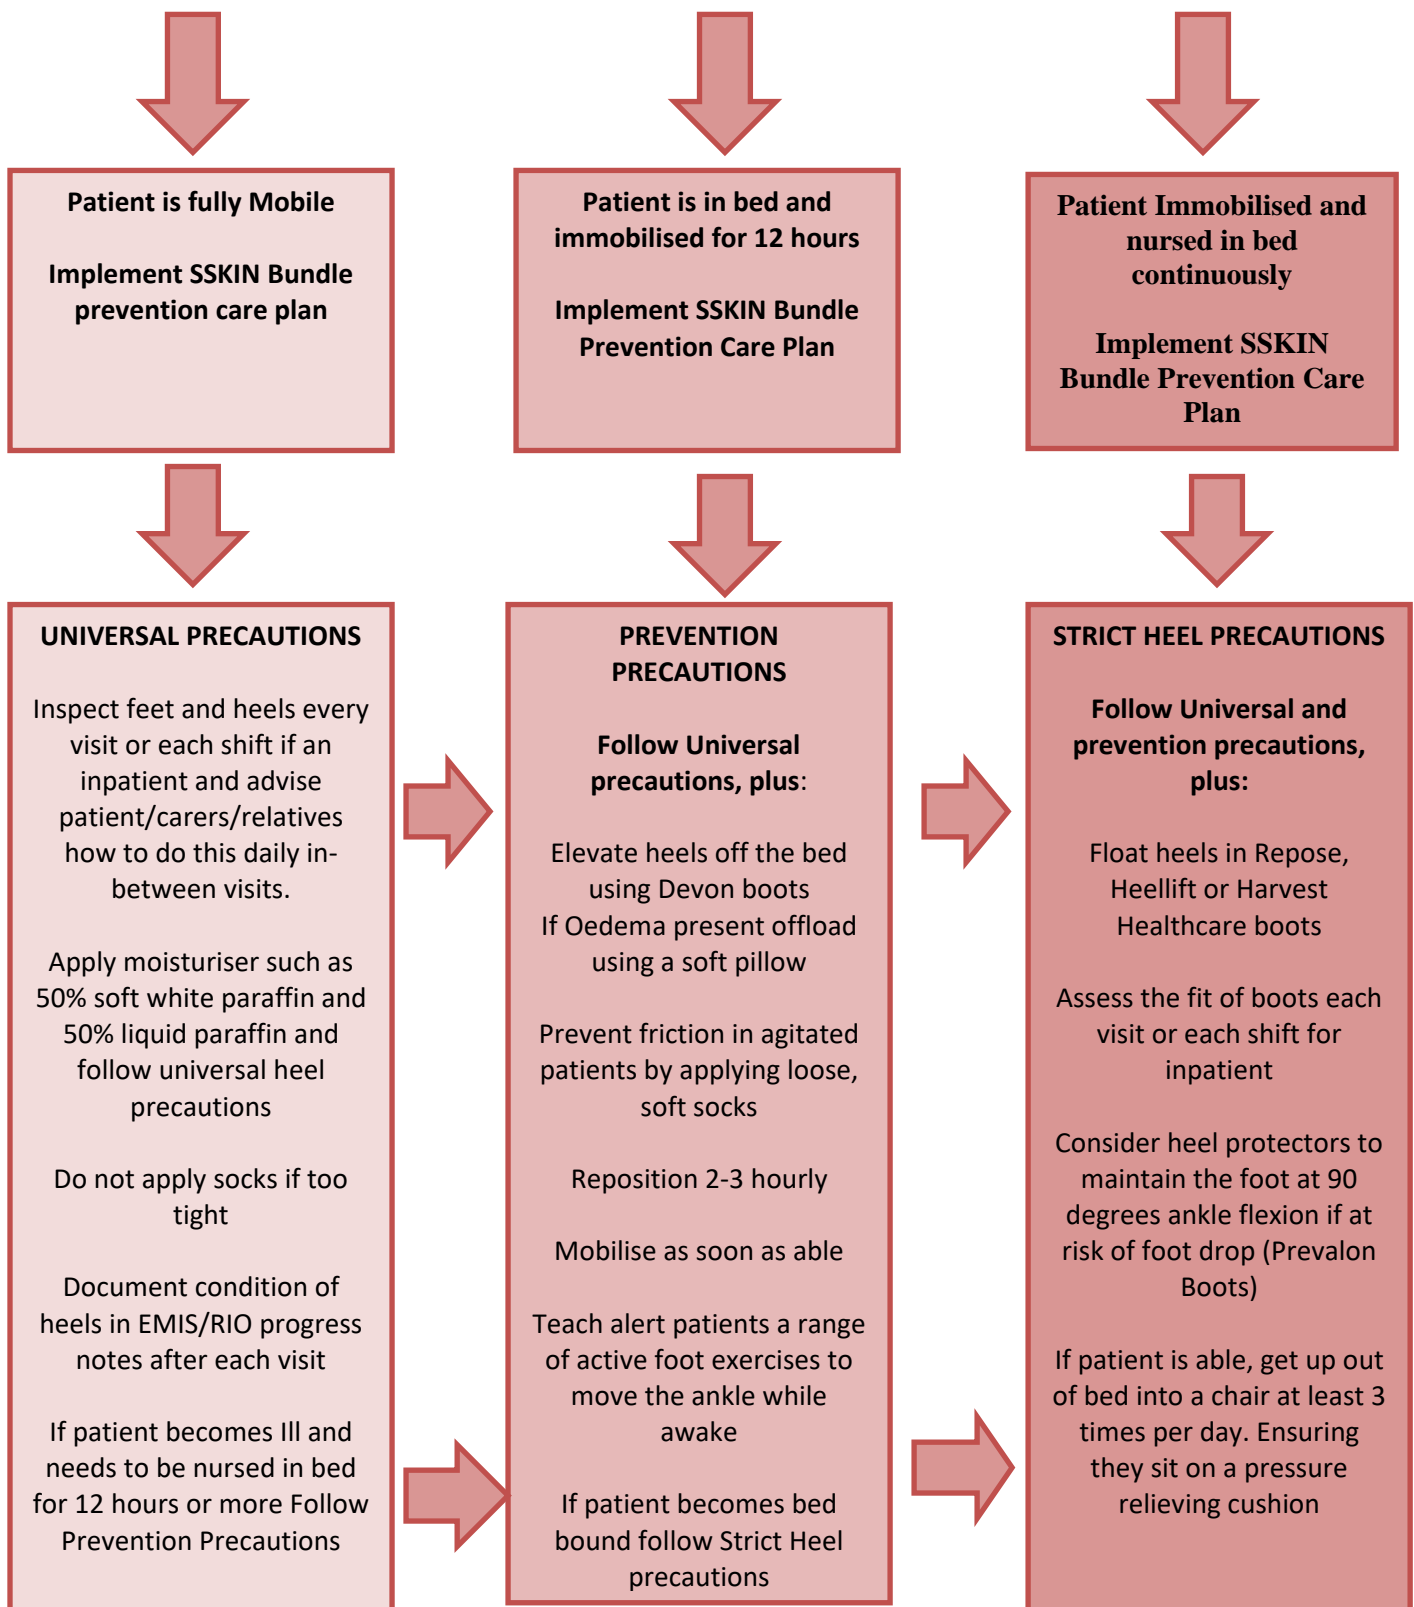 Patient is fully Mobile
Implement SSKIN Bundle
prevention care plan
Patient is in bed and
immobilised for 12 hours
Implement SSKIN Bundle
Prevention Care Plan
Patient Immobilised and
nursed in bed
continuously
Implement SSKIN
Bundle Prevention Care
Plan
UNIVERSAL PRECAUTIONS
Inspect feet and heels every
visit or each shift if an
inpatient and advise
patient/carers/relatives
how to do this daily in-
between visits.
Apply moisturiser such as
50% soft white paraffin and
50% liquid paraffin and
follow universal heel
precautions
Do not apply socks if too
tight
Document condition of
heels in EMIS/RIO progress
notes after each visit
If patient becomes Ill and
needs to be nursed in bed
for 12 hours or more Follow
Prevention Precautions
PREVENTION
PRECAUTIONS
Follow Universal
precautions, plus:
Elevate heels off the bed
using Devon boots
If Oedema present offload
using a soft pillow
Prevent friction in agitated
patients by applying loose,
soft socks
Reposition 2-3 hourly
Mobilise as soon as able
Teach alert patients a range
of active foot exercises to
move the ankle while
awake
If patient becomes bed
bound follow Strict Heel
precautions
STRICT HEEL PRECAUTIONS
Follow Universal and
prevention precautions,
plus:
Float heels in Repose,
Heellift or Harvest
Healthcare boots
Assess the fit of boots each
visit or each shift for
inpatient
Consider heel protectors to
maintain the foot at 90
degrees ankle flexion if at
risk of foot drop (Prevalon
Boots)
If patient is able, get up out
of bed into a chair at least 3
times per day. Ensuring
they sit on a pressure
relieving cushion